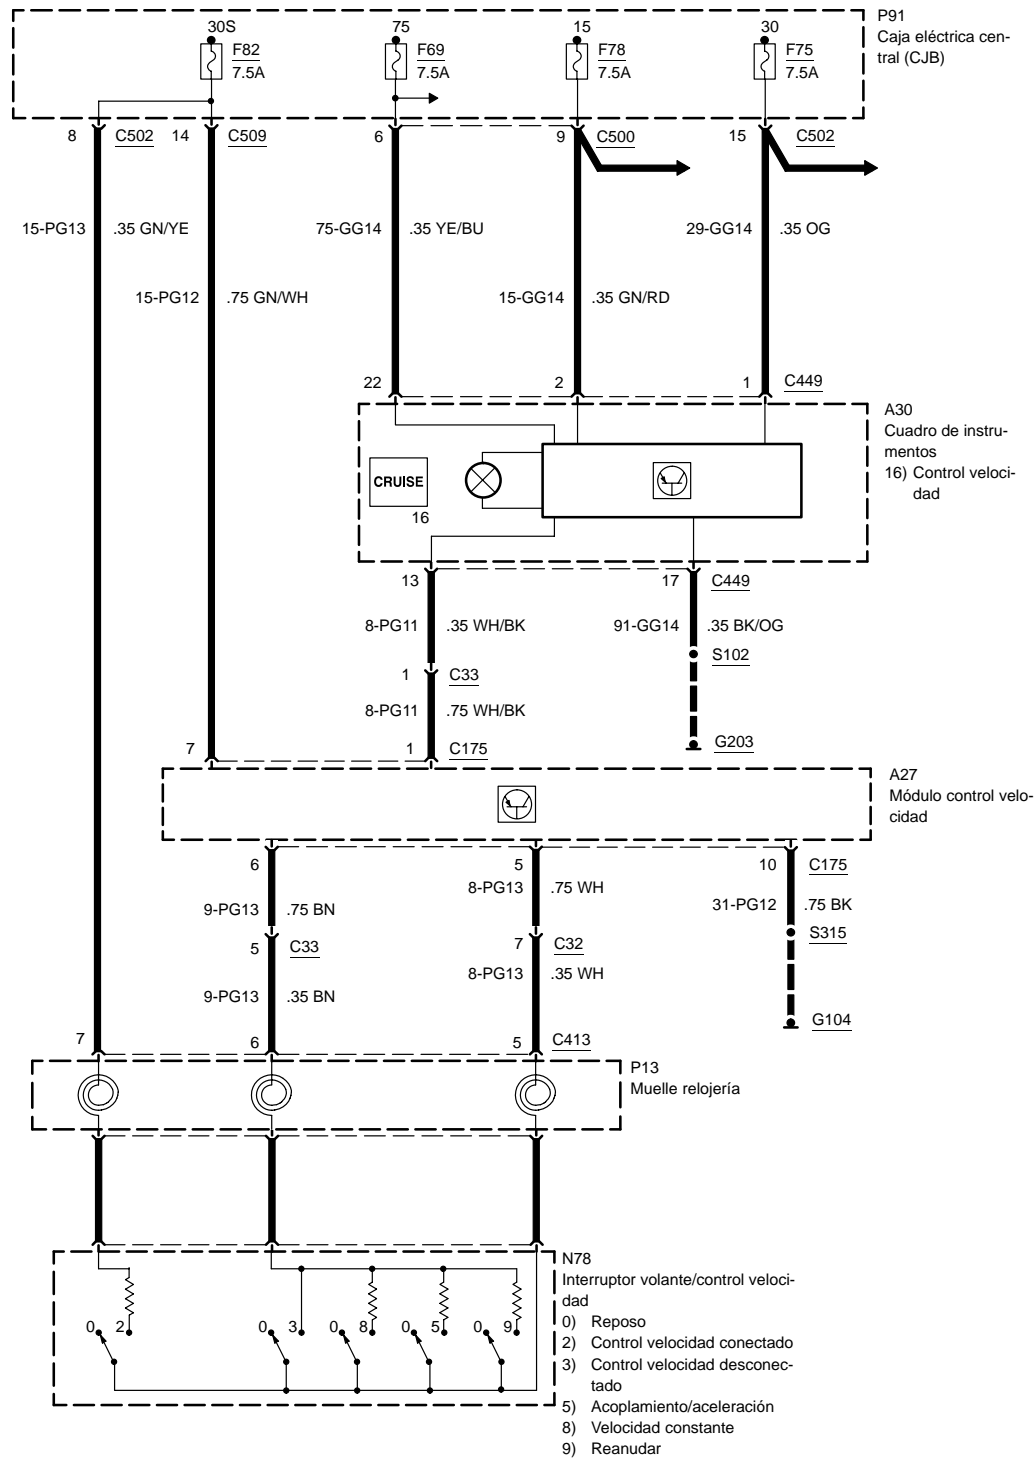 30S
75
15
30
P91
Caja eléctrica cen-
tral (CJB)
F82
7.5A
F69
7.5A
F78
7.5A
F75
7.5A
8
C502
14
C509
6
9
C500
15
C502
15-PG13
.35 GN/YE
75-GG14
.35 YE/BU
29-GG14
.35 OG
15-PG12
.75 GN/WH
15-GG14
.35 GN/RD
22
2
1
C449
A30
Cuadro de instru-
mentos
16) Control veloci-
dad
CRUISE
16
13
17
C449
8-PG11
.35 WH/BK
91-GG14
.35 BK/OG
S102
1
C33
8-PG11
.75 WH/BK
G203
7
1
C175
A27
Módulo control velo-
cidad
6
5
10
C175
8-PG13
.75 WH
9-PG13
.75 BN
31-PG12
.75 BK
S315
5
C33
7
C32
8-PG13
.35 WH
9-PG13
.35 BN
G104
7
6
5
C413
P13
Muelle relojería
N78
Interruptor volante/control veloci-
dad
0) Reposo
2) Control velocidad conectado
3) Control velocidad desconec-
tado
5) Acoplamiento/aceleración
8) Velocidad constante
9) Reanudar
0
2
0
3
0
8
0
5
0
9